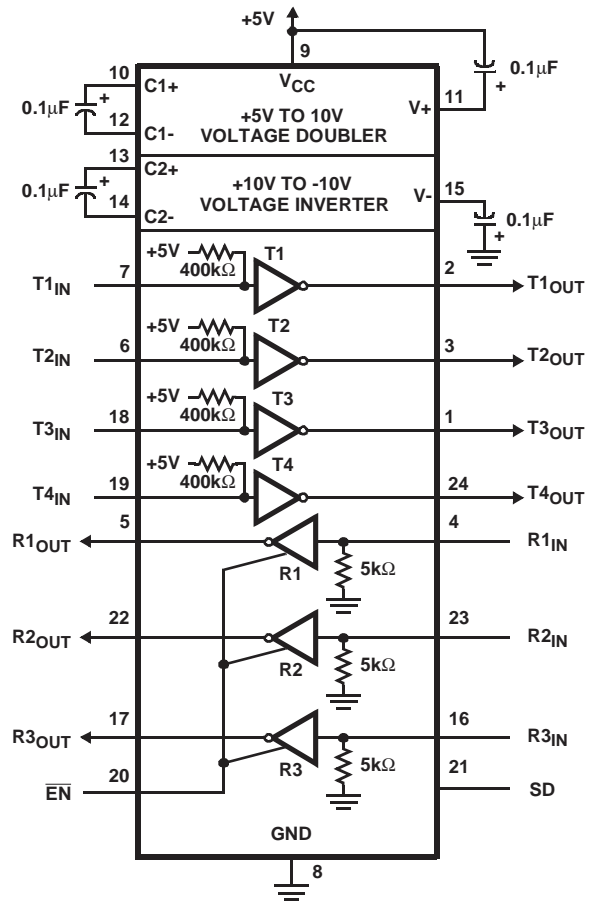 +5V
9
10
C1+
VCC
0.1µF
+
0.1µF
+
+5V TO 10V
VOLTAGE DOUBLER
V+
11
12
C1-
13
C2+
0.1µF
+
+10V TO -10V
VOLTAGE INVERTER
V-
15
14
C2-
0.1µF
+
+5V
400kΩ
T1
T1IN
7
2
T1OUT
+5V
400kΩ
T2
T2IN
6
3
T2OUT
+5V
400kΩ
T3
T3IN
18
1
T3OUT
+5V
400kΩ
T4
T4IN
19
24
T4OUT
R1OUT
5
4
R1IN
R1
5kΩ
R2OUT
22
23
R2IN
R2
5kΩ
R3OUT
17
16
R3IN
R3
5kΩ
EN
20
21
SD
GND
8